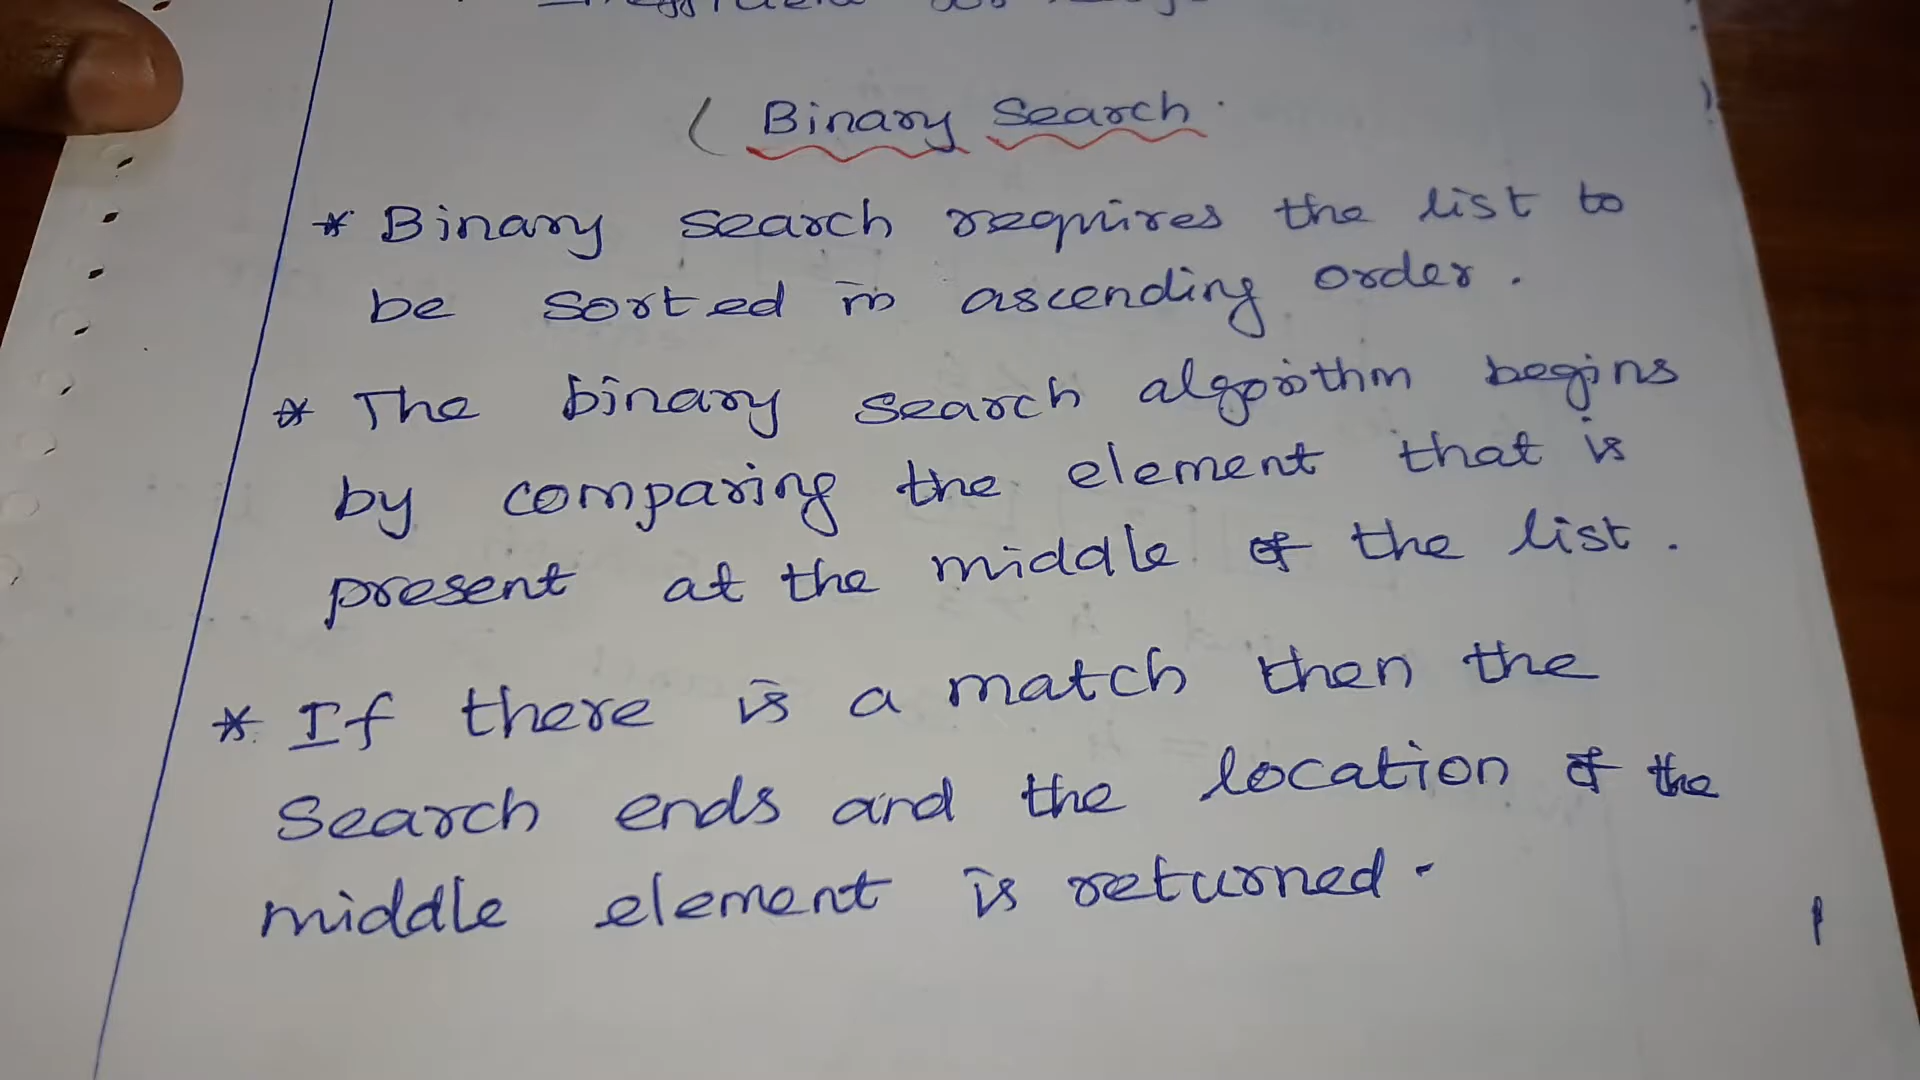 Binary Search.
* Binary search requires the list to
be sorted in ascending order.
* The binary search algorithm begins
by comparing the element that is
present at the middle of the list.
* If there is a match then the
Search ends and the location of the
middle element is returned.